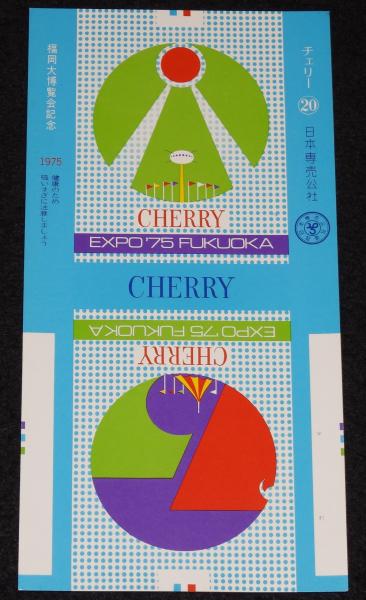 福岡大博覧会記念
1975
健康のため
吸いすぎに注意しましょう
CHERRY
EXPO '75 FUKUOKA
チェリー 20 日本専売公社
CHERRY
EXPO '75 FUKUOKA
CHERRY